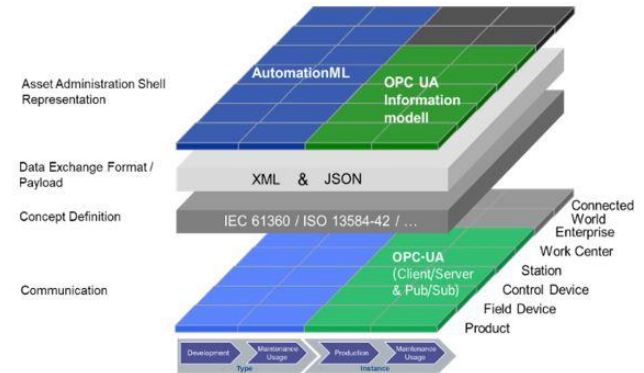 Asset Administration Shell
Representation
AutomationML
OPC UA
Information
modell
Data Exchange Format /
Payload
XML & JSON
Concept Definition
IEC 61360 / ISO 13584-42 / ...
Communication
OPC-UA
(Client/Server
& Pub/Sub)
Connected
World
Enterprise
Work Center
Station
Control Device
Field Device
Product
Development
Maintenance
Usage
Production
Maintenance
Usage
Type
Instance